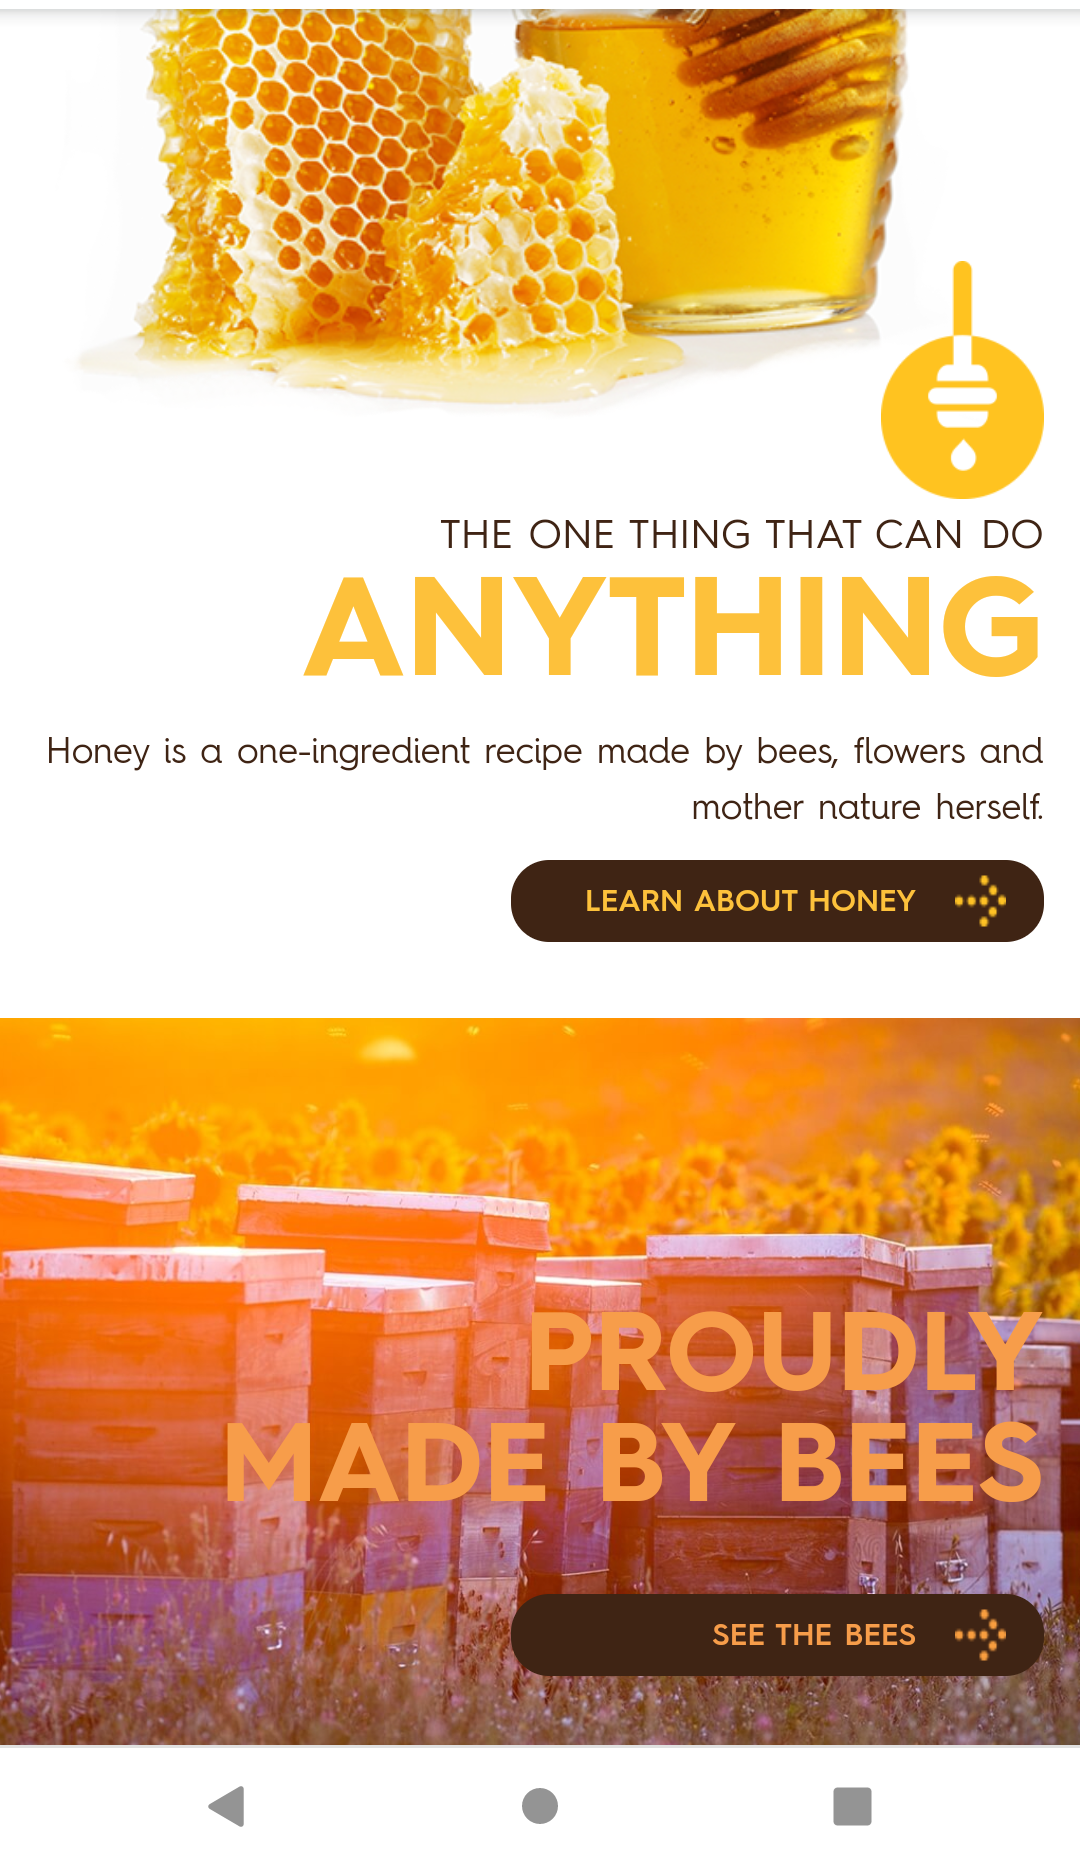 THE ONE THING THAT CAN DO
ANYTHING
Honey is a one-ingredient recipe made by bees, flowers and
mother nature herself.
LEARN ABOUT HONEY
PROUDLY
MADE BY BEES
SEE THE BEES